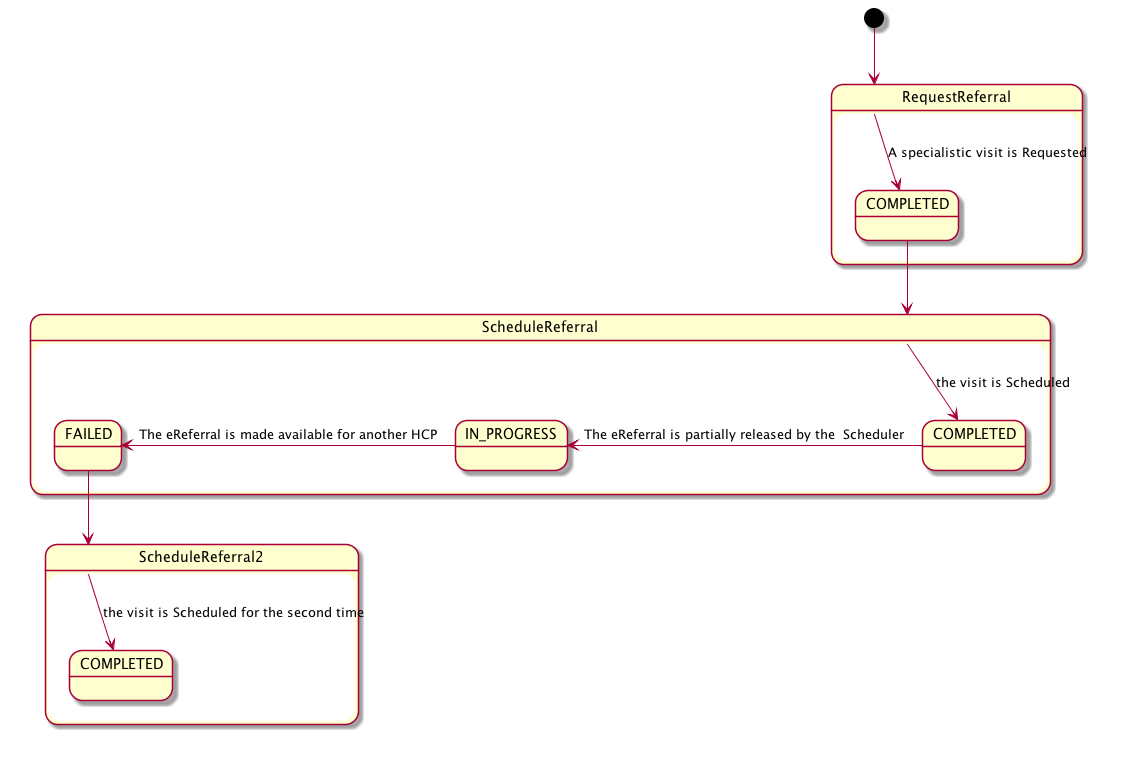 RequestReferral
A specialistic visit is Requested
COMPLETED
ScheduleReferral
the visit is Scheduled
FAILED
The eReferral is made available for another HCP
IN_PROGRESS
The eReferral is partially released by the  Scheduler
COMPLETED
ScheduleReferral2
the visit is Scheduled for the second time
COMPLETED